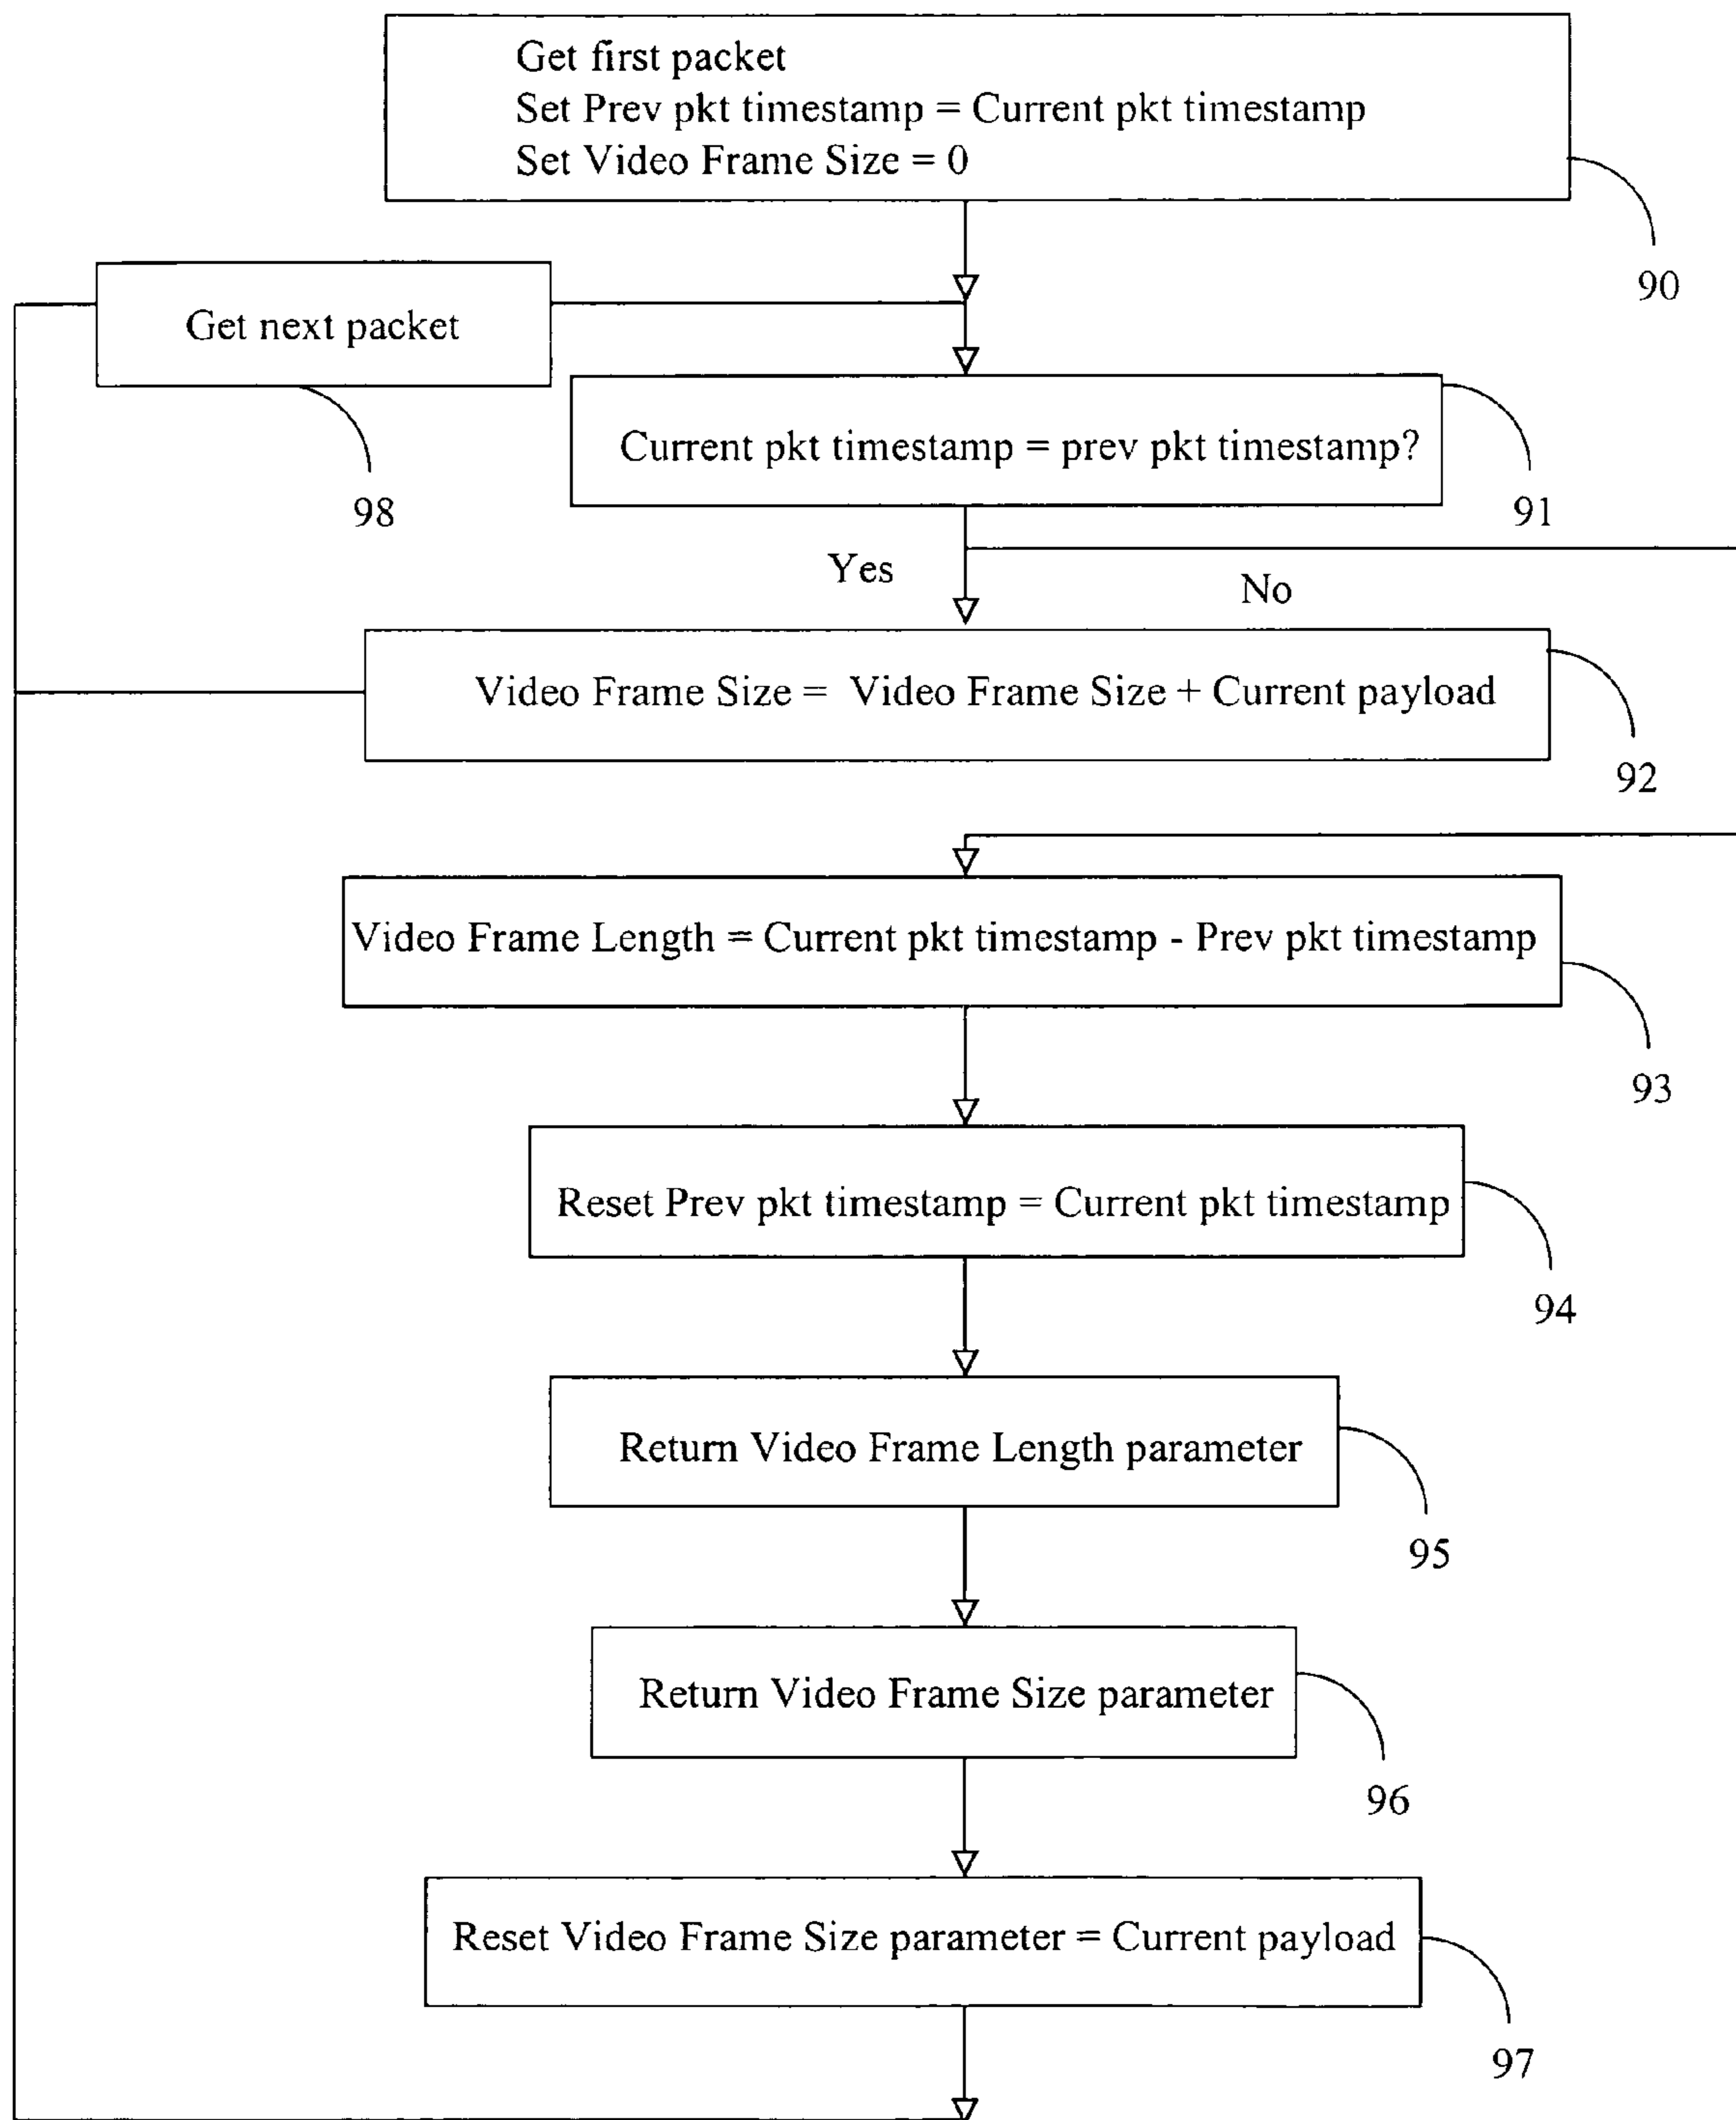 Get first packet
Set Prev pkt timestamp = Current pkt timestamp
Set Video Frame Size = 0
90
Get next packet
98
Current pkt timestamp = prev pkt timestamp?
91
Yes
No
Video Frame Size = Video Frame Size + Current payload
92
Video Frame Length = Current pkt timestamp - Prev pkt timestamp
93
Reset Prev pkt timestamp = Current pkt timestamp
94
Return Video Frame Length parameter
95
Return Video Frame Size parameter
96
Reset Video Frame Size parameter = Current payload
97